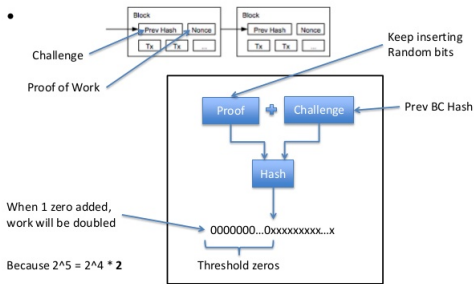 •
Block
Prev Hash
Nonce
Tx
Tx
...
Block
Prev Hash
Nonce
Tx
Tx
...
Challenge
Proof of Work
Keep inserting
Random bits
Proof
Challenge
Prev BC Hash
Hash
When 1 zero added,
work will be doubled
0000000...0xxxxxxxxx...x
Because 2^5 = 2^4 * 2
Threshold zeros